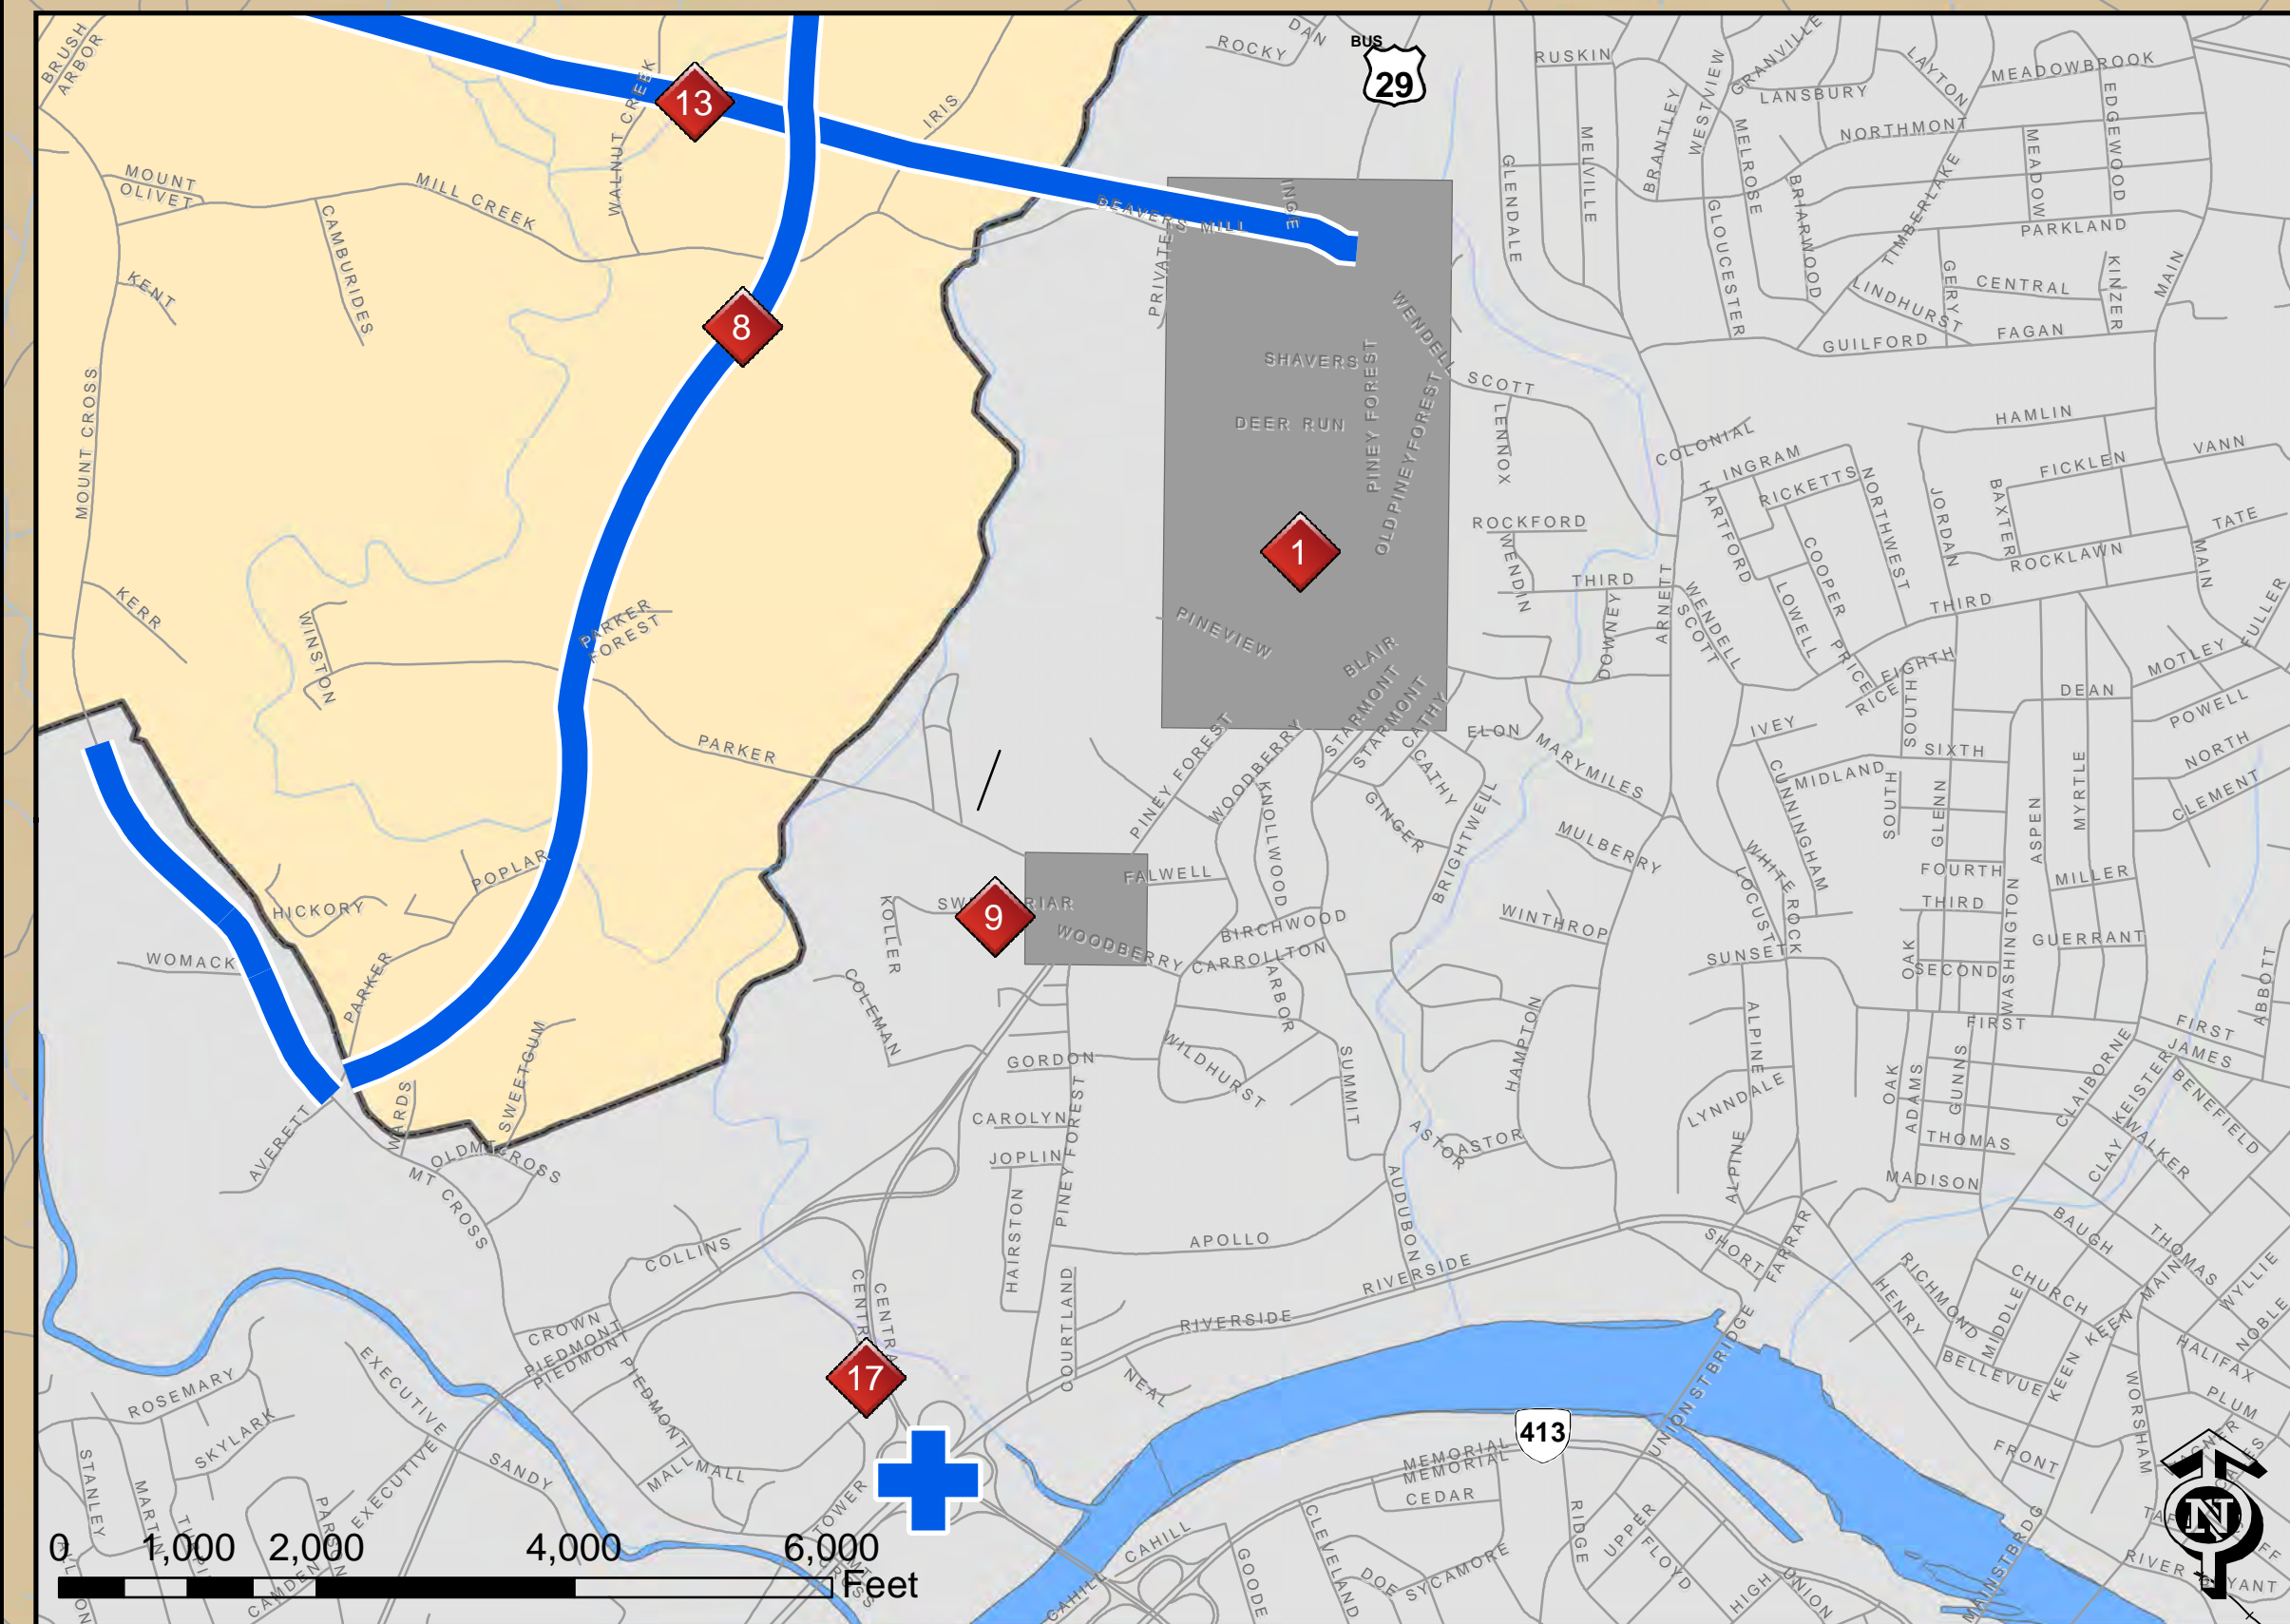 BRUSH
ARBOR
ROCKY
DAN
BUS
29
RUSKIN
GRANVILLE
LAYTON
MEADOWBROOK
WESTVIEW
LANSBURY
EDGEWOOD
13
WALNUT CREEK
IRIS
BRANTLEY
MELVILLE
MELROSE
NORTHMONT
MEADOW
MOUNT
OLIVET
MILL CREEK
CAMBURIDES
BEAVERS MILL
INGE
PRIVATE
GLENDALE
GLOUCESTER
BRIARWOOD
TIMBERLAKE
PARKLAND
KENT
8
WENDELL
SCOTT
LINDHURST
GERY
CENTRAL
KINZER
MAIN
GUILFORD
FAGAN
MOUNT CROSS
SHAVERS
DEER RUN
PINEY FOREST
OLD PINEY FOREST
LENNOX
COLONIAL
INGRAM
RICKETTS
HARTFORD
NORTHWEST
HAMLIN
FICKLEN
VANN
JORDAN
BAXTER
TATE
ROCKLAWN
MAIN
1
ROCKFORD
WENDIN
THIRD
DOWNEY
ARNETT
WENDELL
SCOTT
COOPER
LOWELL
PRICE
THIRD
FULLER
KERR
WINSTON
PARKER
FOREST
PINEVIEW
BLAIR
STARMONT
STARMONT
CATHY
CATHY
EIGHTH
RICE
SOUTH
MOTLEY
DEAN
POWELL
PARKER
PINEY FOREST
WOODBERRY
ELON
MARYMILES
IVEY
SIXTH
NORTH
MIDLAND
CUNNINGHAM
SOUTH
GLENN
ASPEN
MYRTLE
CLEMENT
KNOLLWOOD
GINGER
BRIGHTWELL
MULBERRY
WHITE ROCK
LOCUST
FOURTH
MILLER
HICKORY
POPLAR
FALWELL
KOLLER
9
WOODBERRY
BIRCHWOOD
CARROLLTON
WINTHROP
SUNSET
THIRD
OAK
SECOND
WASHINGTON
GUERRANT
ABBOTT
WOMACK
PARKER
COLEMAN
ARBOR
HAMPTON
ALPINE
FIRST
FIRST
JAMES
SWEETGUM
GORDON
WILDHURST
SUMMIT
LYNNDALE
OAK
ADAMS
GUNNS
CLAIBORNE
KEISTER
BENEFIELD
WARDS
AVERETT
OLD MT CROSS
MT CROSS
CAROLYN
JOPLIN
PINEY FOREST
HAIRSTON
ASTOR
ASTOR
ALPINE
THOMAS
MADISON
CLAY
WALKER
COLLINS
APOLLO
AUDUBON
RIVERSIDE
RIVERSIDE
SHORT
FARRAR
BAUGH
THOMAS
WYLLIE
CROWN
PIEDMONT
PIEDMONT
PIEDMONT
COURTLAND
NEAL
HENRY
RICHMOND
CHURCH
MIDDLE
MAIN
KEEN
KEEN
NOBLE
HALIFAX
BELLEVUE
17
UNIONSTBRIDGE
WORSHAM
PLUM
ROSEMARY
EXECUTIVE
SKYLARK
STANLEY
MARTIN
EXECUTIVE
SANDY
MALL
MALL
TOWER
413
MEMORIAL
MEMORIAL
CEDAR
FRONT
CAHILL
CAHILL
GOODE
CLEVELAND
DOE
SYCAMORE
RIDGE
UPPER
FLOYD
HIGH
UNION
MAINSTBRDG
RIVER
N
CAMDEN
0
1,000
2,000
4,000
6,000
Feet